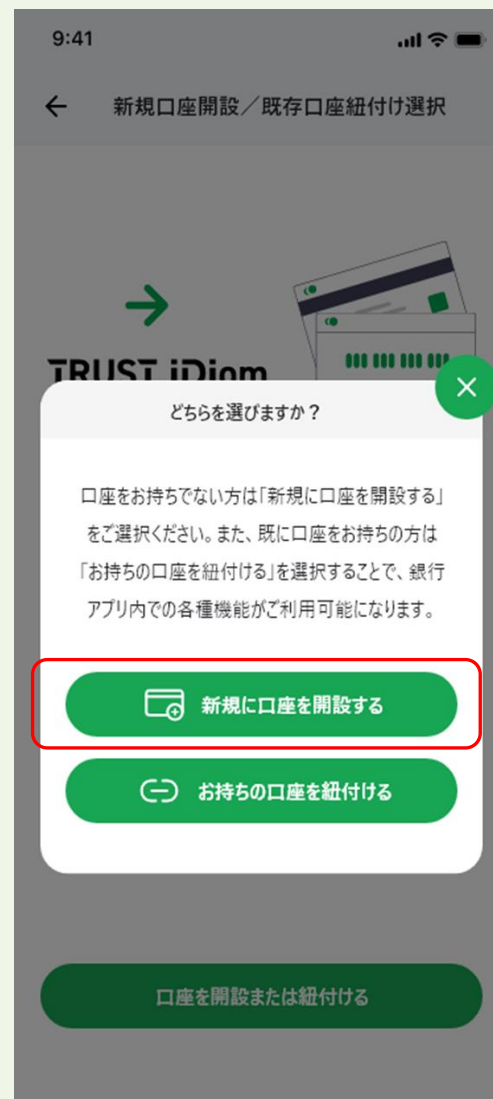 9:41
新規口座開設／既存口座紐付け選択
TRUST iDiom
どちらを選びますか？
口座をお持ちでない方は「新規に口座を開設する」
をご選択ください。また、既に口座をお持ちの方は
「お持ちの口座を紐付ける」を選択することで、銀行
アプリ内での各種機能がご利用可能になります。
新規に口座を開設する
お持ちの口座を紐付ける
口座を開設または紐付ける